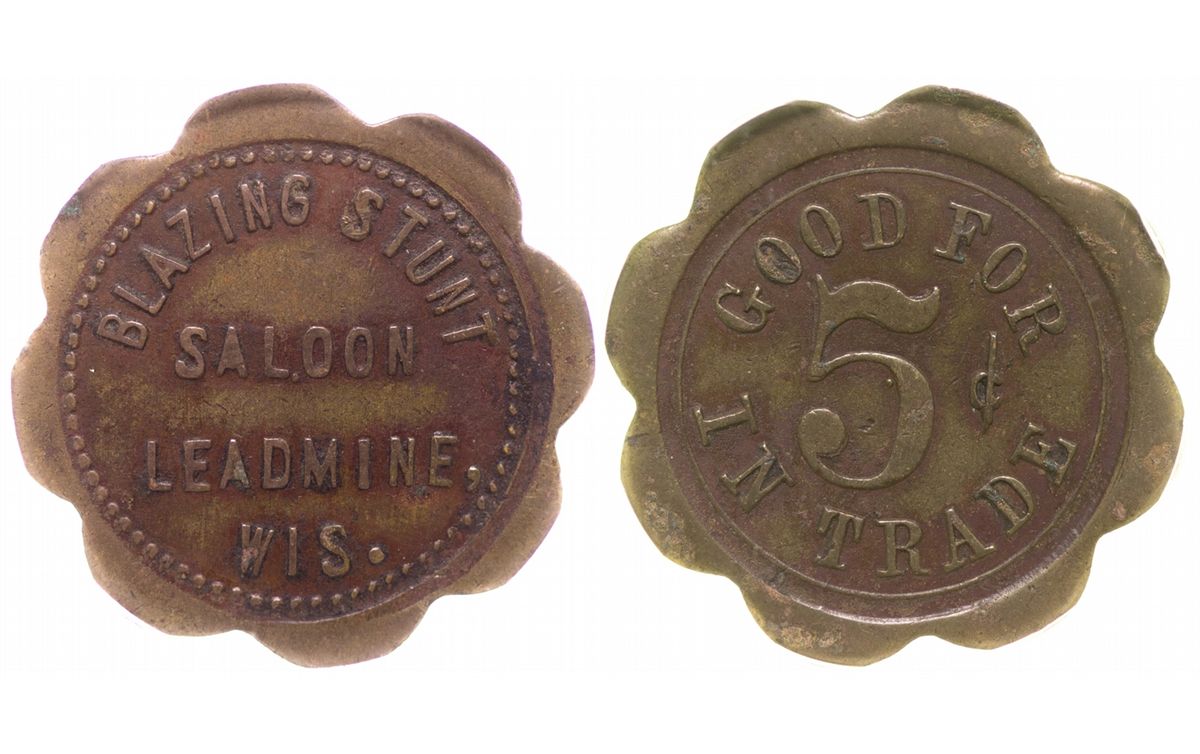 BLAZING STUNT
SALOON
LEADMINE,
WIS.
GOOD FOR
5¢
IN TRADE